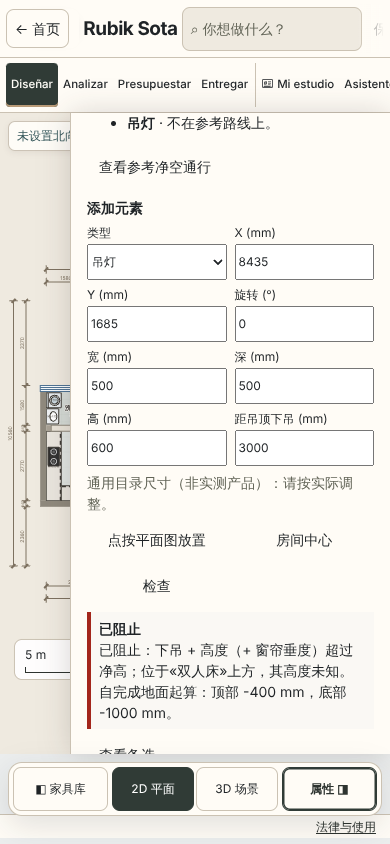 ← 首页
Rubik Sota
⌕ 你想做什么？
Diseñar
Analizar
Presupuestar
Entregar
Mi estudio
未设置北
• 吊灯 · 不在参考路线上。
查看参考净空通行
添加元素
类型
X (mm)
吊灯
8435
Y (mm)
旋转 (°)
1685
0
宽 (mm)
深 (mm)
500
500
高 (mm)
距吊顶下吊 (mm)
600
3000
通用目录尺寸（非实测产品）：请按实际调
整。
点按平面图放置
房间中心
检查
已阻止
已阻止：下吊 + 高度（+ 窗帘垂度）超过
净高；位于«双人床»上方，其高度未知。
自完成地面起算：顶部 -400 mm，底部
-1000 mm。
5 m
◧ 家具库
2D 平面
3D 场景
属性 ◨
法律与使用